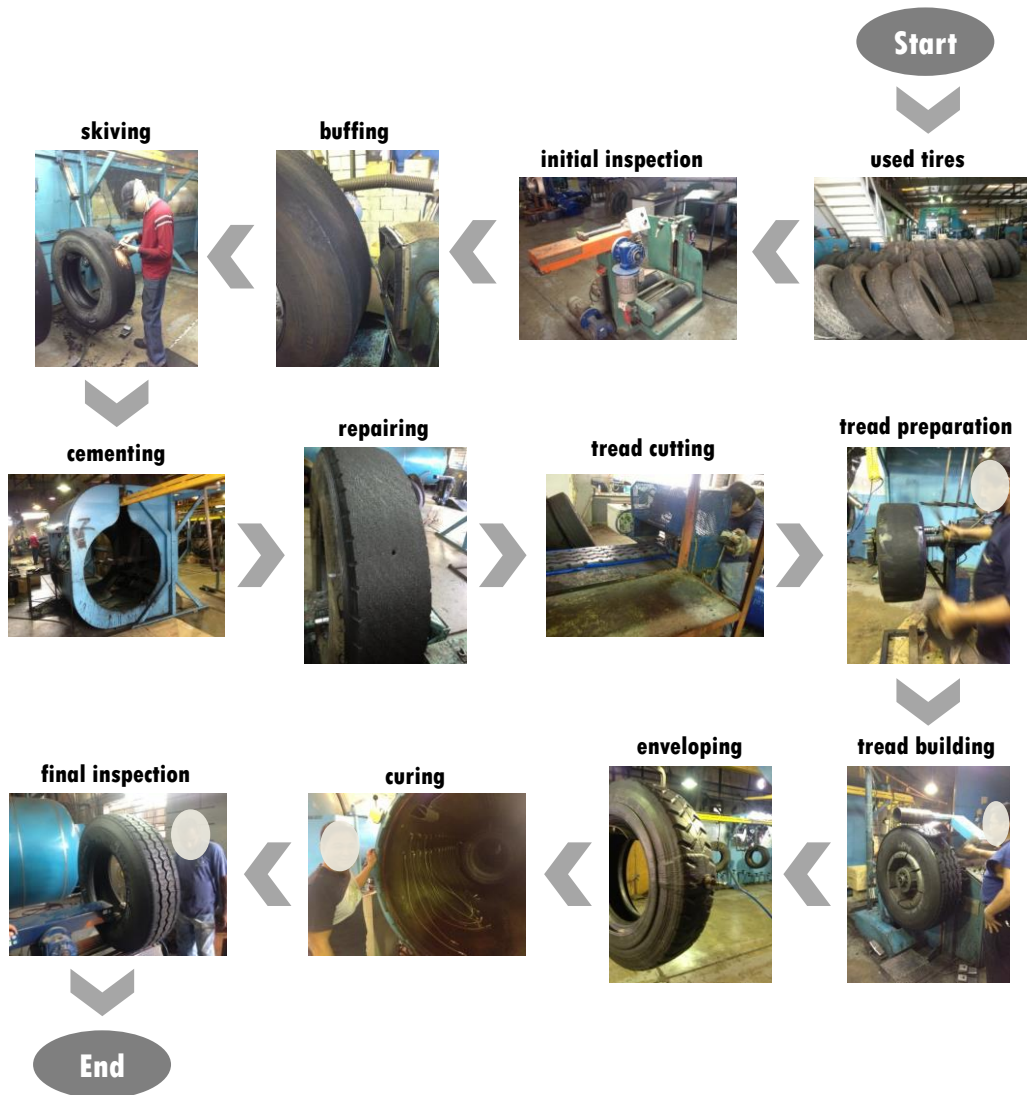 Start
used tires
initial inspection
buffing
skiving
cementing
repairing
tread cutting
tread preparation
tread building
enveloping
curing
final inspection
End